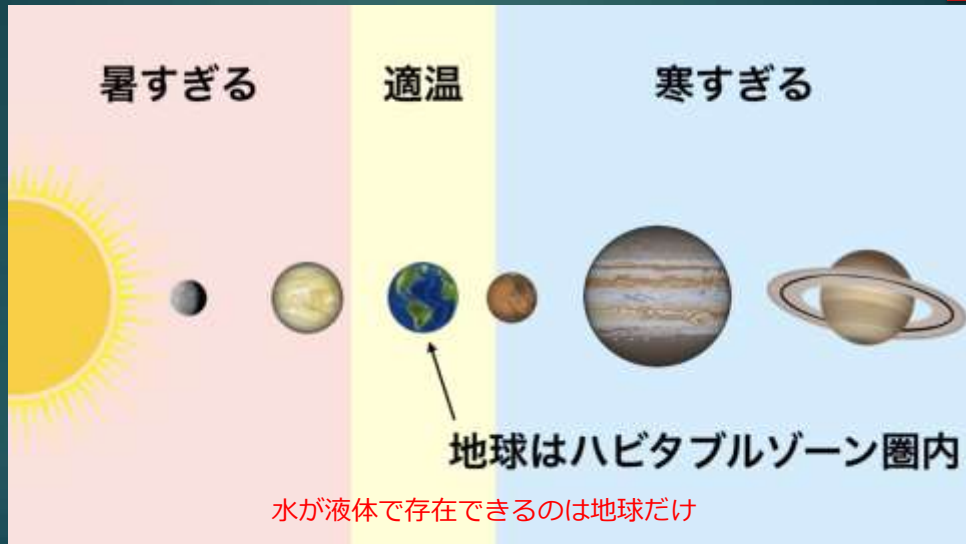 暑すぎる
適温
寒すぎる
地球はハビタブルゾーン圏内
水が液体で存在できるのは地球だけ